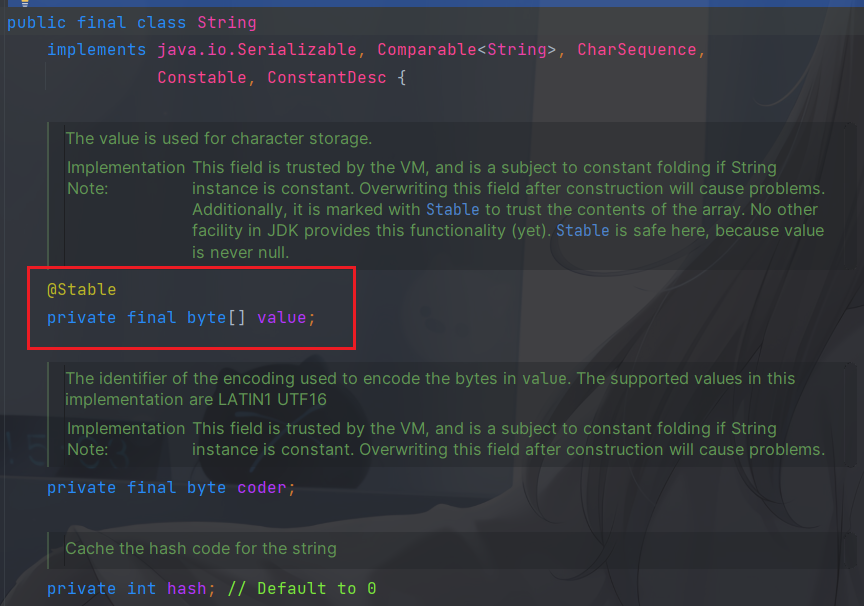 public final class String
implements java.io.Serializable, Comparable<String>, CharSequence,
Constable, ConstantDesc {
The value is used for character storage.
Implementation Note:
This field is trusted by the VM, and is a subject to constant folding if String
instance is constant. Overwriting this field after construction will cause problems.
Additionally, it is marked with Stable to trust the contents of the array. No other
facility in JDK provides this functionality (yet). Stable is safe here, because value
is never null.
@Stable
private final byte[] value;
The identifier of the encoding used to encode the bytes in value. The supported values in this
implementation are LATIN1 UTF16
Implementation Note:
This field is trusted by the VM, and is a subject to constant folding if String
instance is constant. Overwriting this field after construction will cause problems.
private final byte coder;
Cache the hash code for the string
private int hash; // Default to 0